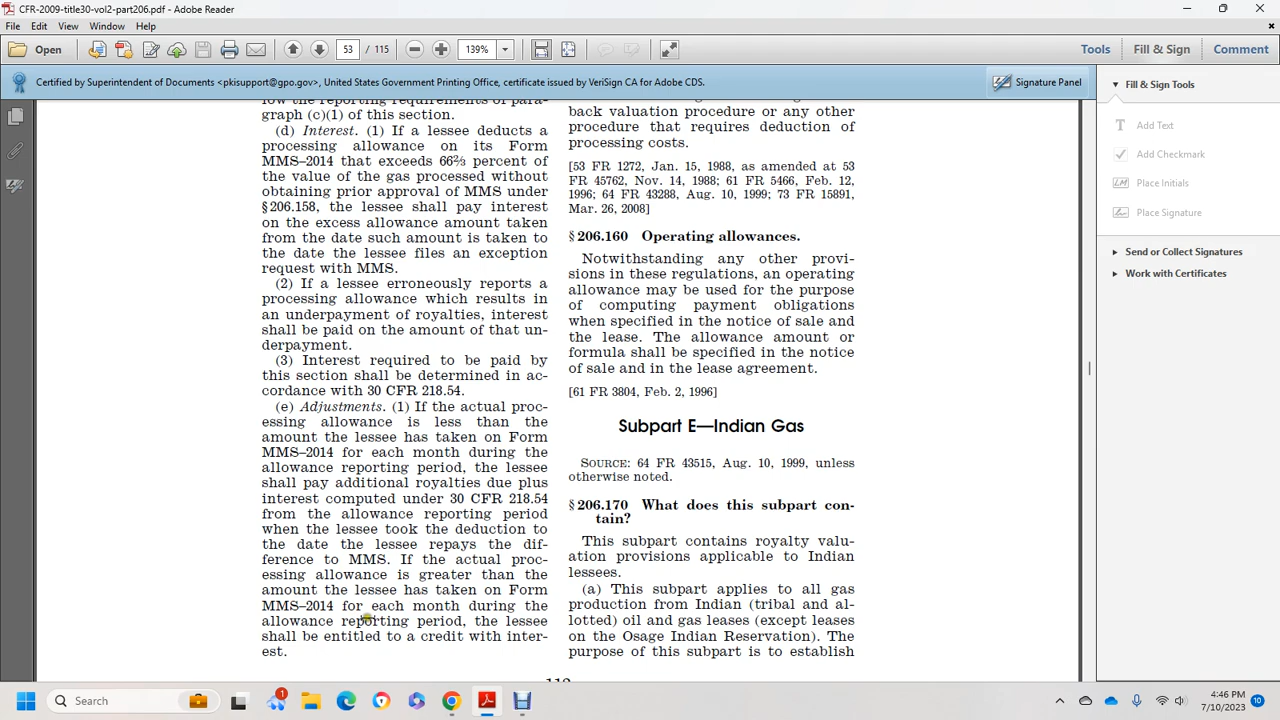 CFR-2009-title30-vol2-part206.pdf - Adobe Reader
File Edit View Window Help
Open 53 / 115 139% Tools Fill & Sign Comment
Certified by Superintendent of Documents <pkisupport@gpo.gov>, United States Government Printing Office, certificate issued by VeriSign CA for Adobe CDS.
Signature Panel
low the reporting requirements of para-
graph (c)(1) of this section.
(d) Interest. (1) If a lessee deducts a
processing allowance on its Form
MMS–2014 that exceeds 66⅔ percent of
the value of the gas processed without
obtaining prior approval of MMS under
§206.158, the lessee shall pay interest
on the excess allowance amount taken
from the date such amount is taken to
the date the lessee files an exception
request with MMS.
(2) If a lessee erroneously reports a
processing allowance which results in
an underpayment of royalties, interest
shall be paid on the amount of that un-
derpayment.
(3) Interest required to be paid by
this section shall be determined in ac-
cordance with 30 CFR 218.54.
(e) Adjustments. (1) If the actual proc-
essing allowance is less than the
amount the lessee has taken on Form
MMS–2014 for each month during the
allowance reporting period, the lessee
shall pay additional royalties due plus
interest computed under 30 CFR 218.54
from the allowance reporting period
when the lessee took the deduction to
the date the lessee repays the dif-
ference to MMS. If the actual proc-
essing allowance is greater than the
amount the lessee has taken on Form
MMS–2014 for each month during the
allowance reporting period, the lessee
shall be entitled to a credit with inter-
est.
back valuation procedure or any other
procedure that requires deduction of
processing costs.
[53 FR 1272, Jan. 15, 1988, as amended at 53
FR 45762, Nov. 14, 1988; 61 FR 5466, Feb. 12,
1996; 64 FR 43288, Aug. 10, 1999; 73 FR 15891,
Mar. 26, 2008]
§206.160 Operating allowances.
Notwithstanding any other provi-
sions in these regulations, an operating
allowance may be used for the purpose
of computing payment obligations
when specified in the notice of sale and
the lease. The allowance amount or
formula shall be specified in the notice
of sale and in the lease agreement.
[61 FR 3804, Feb. 2, 1996]
Subpart E—Indian Gas
SOURCE: 64 FR 43515, Aug. 10, 1999, unless
otherwise noted.
§206.170 What does this subpart con-
tain?
This subpart contains royalty valu-
ation provisions applicable to Indian
lessees.
(a) This subpart applies to all gas
production from Indian (tribal and al-
lotted) oil and gas leases (except leases
on the Osage Indian Reservation). The
purpose of this subpart is to establish
Fill & Sign Tools
Add Text
Add Checkmark
Place Initials
Place Signature
Send or Collect Signatures
Work with Certificates
Search
1
4:46 PM
7/10/2023
10